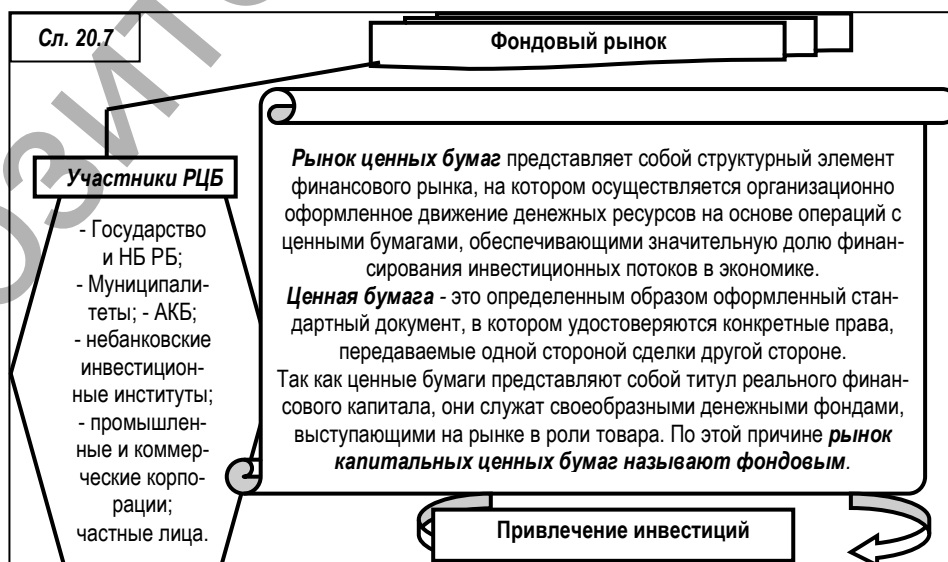 Сл. 20.7
Фондовый рынок
Участники РЦБ
- Государство
и НБ РБ;
- Муниципали-
теты; - АКБ;
- небанковские
инвестицион-
ные институты;
- промышлен-
ные и коммер-
ческие корпо-
рации;
частные лица.
Рынок ценных бумаг представляет собой структурный элемент
финансового рынка, на котором осуществляется организационно
оформленное движение денежных ресурсов на основе операций с
ценными бумагами, обеспечивающими значительную долю финан-
сирования инвестиционных потоков в экономике.
Ценная бумага - это определенным образом оформленный стан-
дартный документ, в котором удостоверяются конкретные права,
передаваемые одной стороной сделки другой стороне.
Так как ценные бумаги представляют собой титул реального финан-
сового капитала, они служат своеобразными денежными фондами,
выступающими на рынке в роли товара. По этой причине рынок
капитальных ценных бумаг называют фондовым.
Привлечение инвестиций